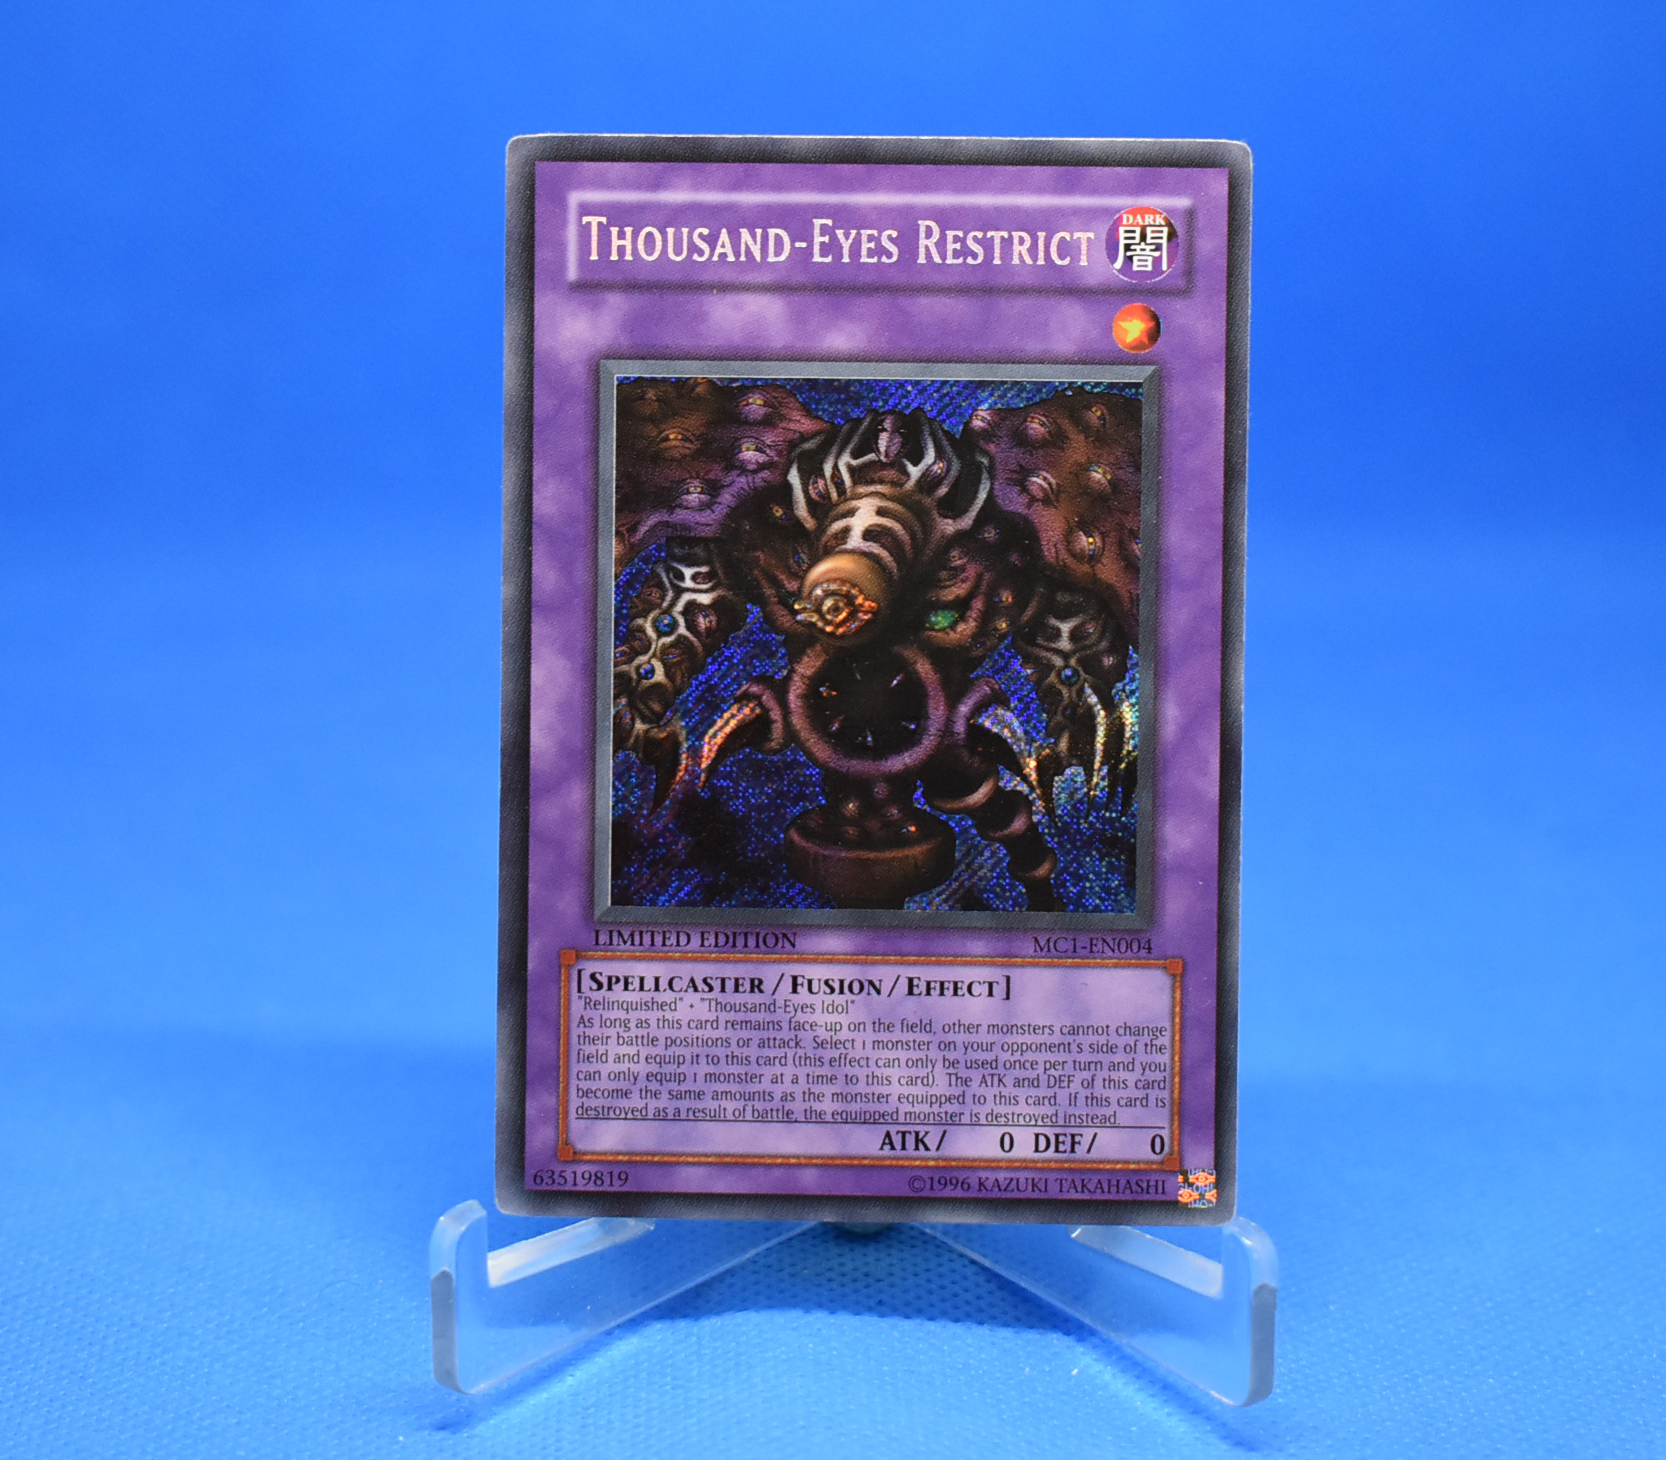 THOUSAND-EYES RESTRICT
DARK
闇
LIMITED EDITION
MC1-EN004
[SPELLCASTER / FUSION / EFFECT]
"Relinquished" + "Thousand-Eyes Idol"
As long as this card remains face-up on the field, other monsters cannot change
their battle positions or attack. Select 1 monster on your opponent's side of the
field and equip it to this card (this effect can only be used once per turn and you
can only equip 1 monster at a time to this card). The ATK and DEF of this card
become the same amounts as the monster equipped to this card. If this card is
destroyed as a result of battle, the equipped monster is destroyed instead.
ATK/ 0 DEF/ 0
63519819
©1996 KAZUKI TAKAHASHI